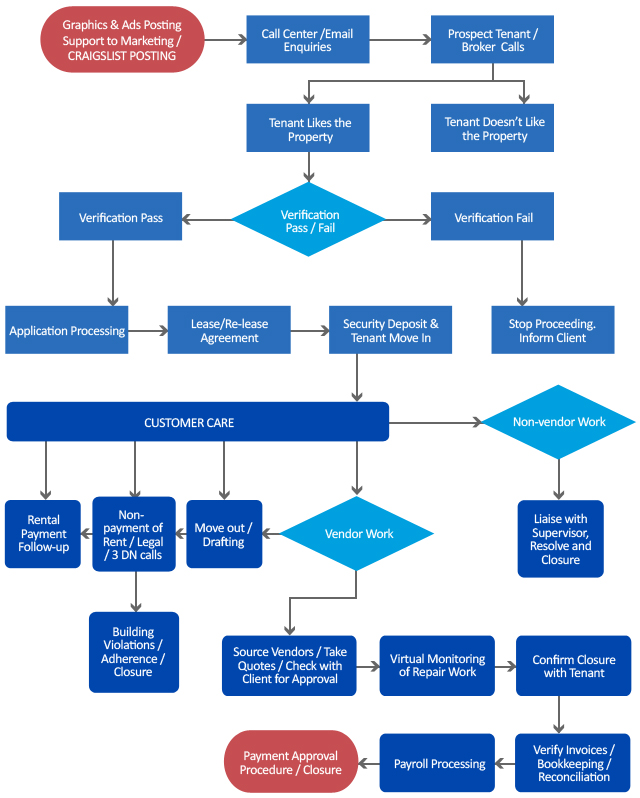 Graphics & Ads Posting
Support to Marketing /
CRAIGSLIST POSTING
Call Center /Email
Enquiries
Prospect Tenant /
Broker Calls
Tenant Likes the
Property
Tenant Doesn't Like
the Property
Verification Pass
Verification
Pass / Fail
Verification Fail
Application Processing
Lease/Re-lease
Agreement
Security Deposit &
Tenant Move In
Stop Proceeding.
Inform Client
CUSTOMER CARE
Non-vendor Work
Rental
Payment
Follow-up
Non-
payment of
Rent / Legal
/ 3 DN calls
Move out /
Drafting
Vendor Work
Liaise with
Supervisor,
Resolve and
Closure
Building
Violations /
Adherence /
Closure
Source Vendors / Take
Quotes / Check with
Client for Approval
Virtual Monitoring
of Repair Work
Confirm Closure
with Tenant
Payment Approval
Procedure / Closure
Payroll Processing
Verify Invoices /
Bookkeeping /
Reconciliation